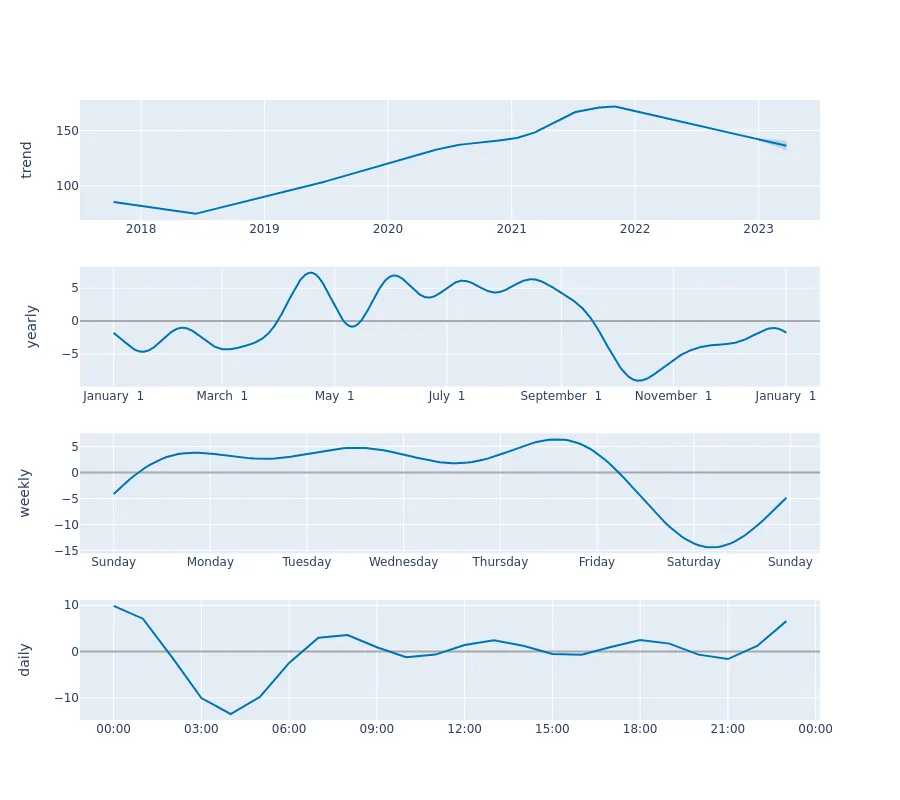 trend
150
100
2018 2019 2020 2021 2022 2023
yearly
5
0
−5
January 1 March 1 May 1 July 1 September 1 November 1 January 1
weekly
5
0
−5
−10
−15
Sunday Monday Tuesday Wednesday Thursday Friday Saturday Sunday
daily
10
0
−10
00:00 03:00 06:00 09:00 12:00 15:00 18:00 21:00 00:00